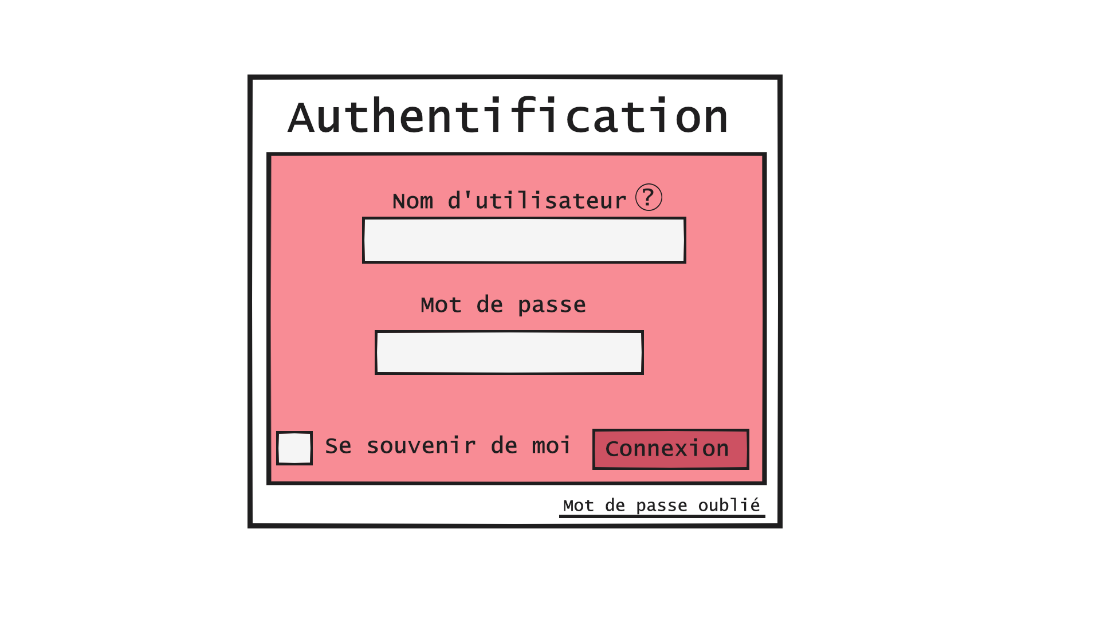 Authentification
Nom d'utilisateur ?
Mot de passe
Se souvenir de moi
Connexion
Mot de passe oublié